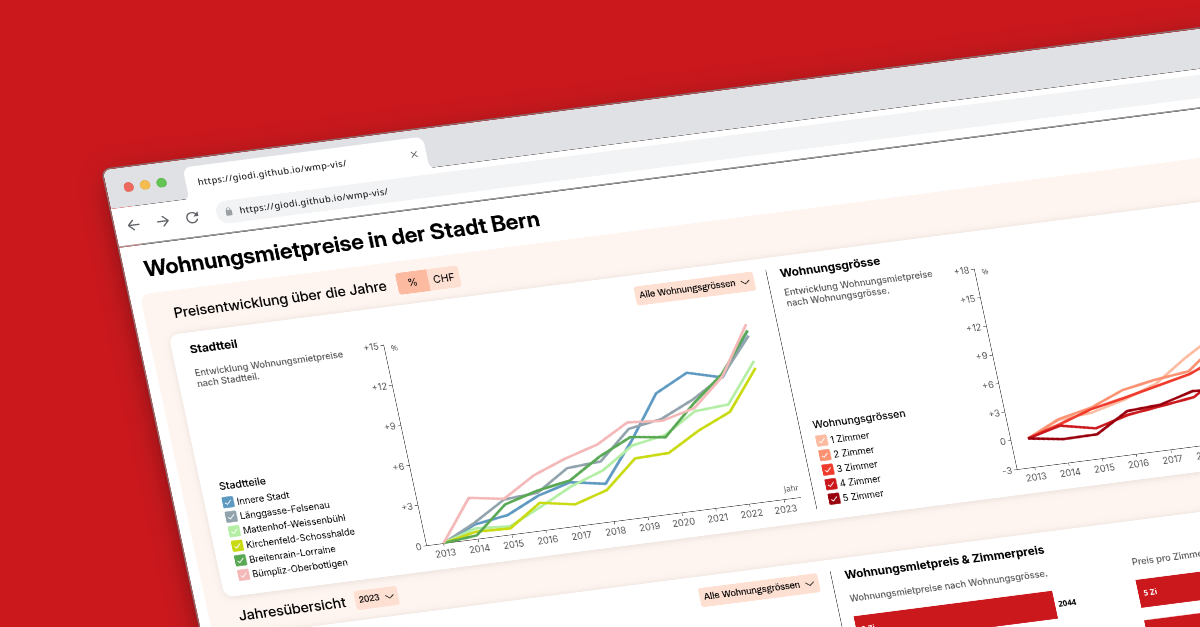 https://giodi.github.io/wmp-vis/
https://giodi.github.io/wmp-vis/
Wohnungsmietpreise in der Stadt Bern
Preisentwicklung über die Jahre
% CHF
Stadtteil
Entwicklung Wohnungsmietpreise
nach Stadtteil.
Alle Wohnungsgrössen
+15
%
+12
+9
+6
+3
0
2013 2014 2015 2016 2017 2018 2019 2020 2021 2022 2023
Jahr
Stadtteile
Innere Stadt
Länggasse-Felsenau
Mattenhof-Weissenbühl
Kirchenfeld-Schosshalde
Breitenrain-Lorraine
Bümpliz-Oberbottigen
Wohnungsgrösse
Entwicklung Wohnungsmietpreise
nach Wohnungsgrösse.
+18
%
+15
+12
+9
+6
+3
0
-3
2013 2014 2015 2016 2017
Wohnungsgrössen
1 Zimmer
2 Zimmer
3 Zimmer
4 Zimmer
5 Zimmer
Jahresübersicht
2023
Alle Wohnungsgrössen
Wohnungsmietpreis & Zimmerpreis
Wohnungsmietpreise nach Wohnungsgrösse.
2044
Preis pro
5 Zi